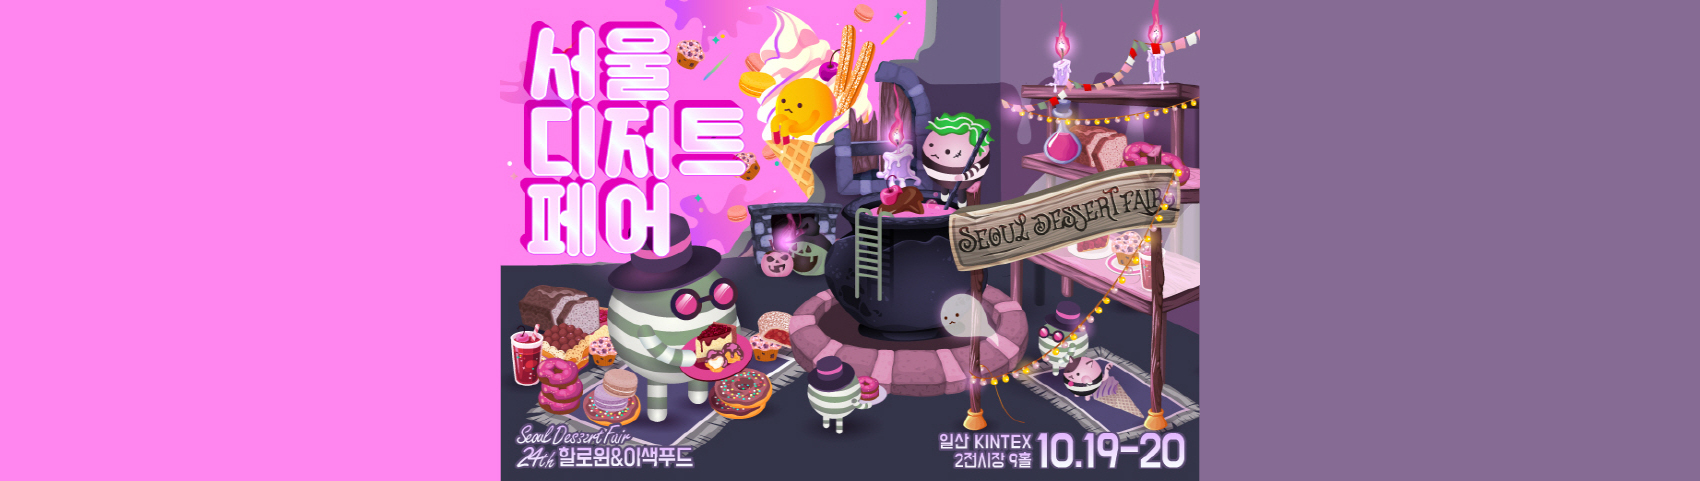 서울
디저트
페어
SEOUL DESSERT FAIR
Seoul Dessert Fair
24th 할로윈&이색푸드
일산 KINTEX
2전시장 9홀
10.19-20